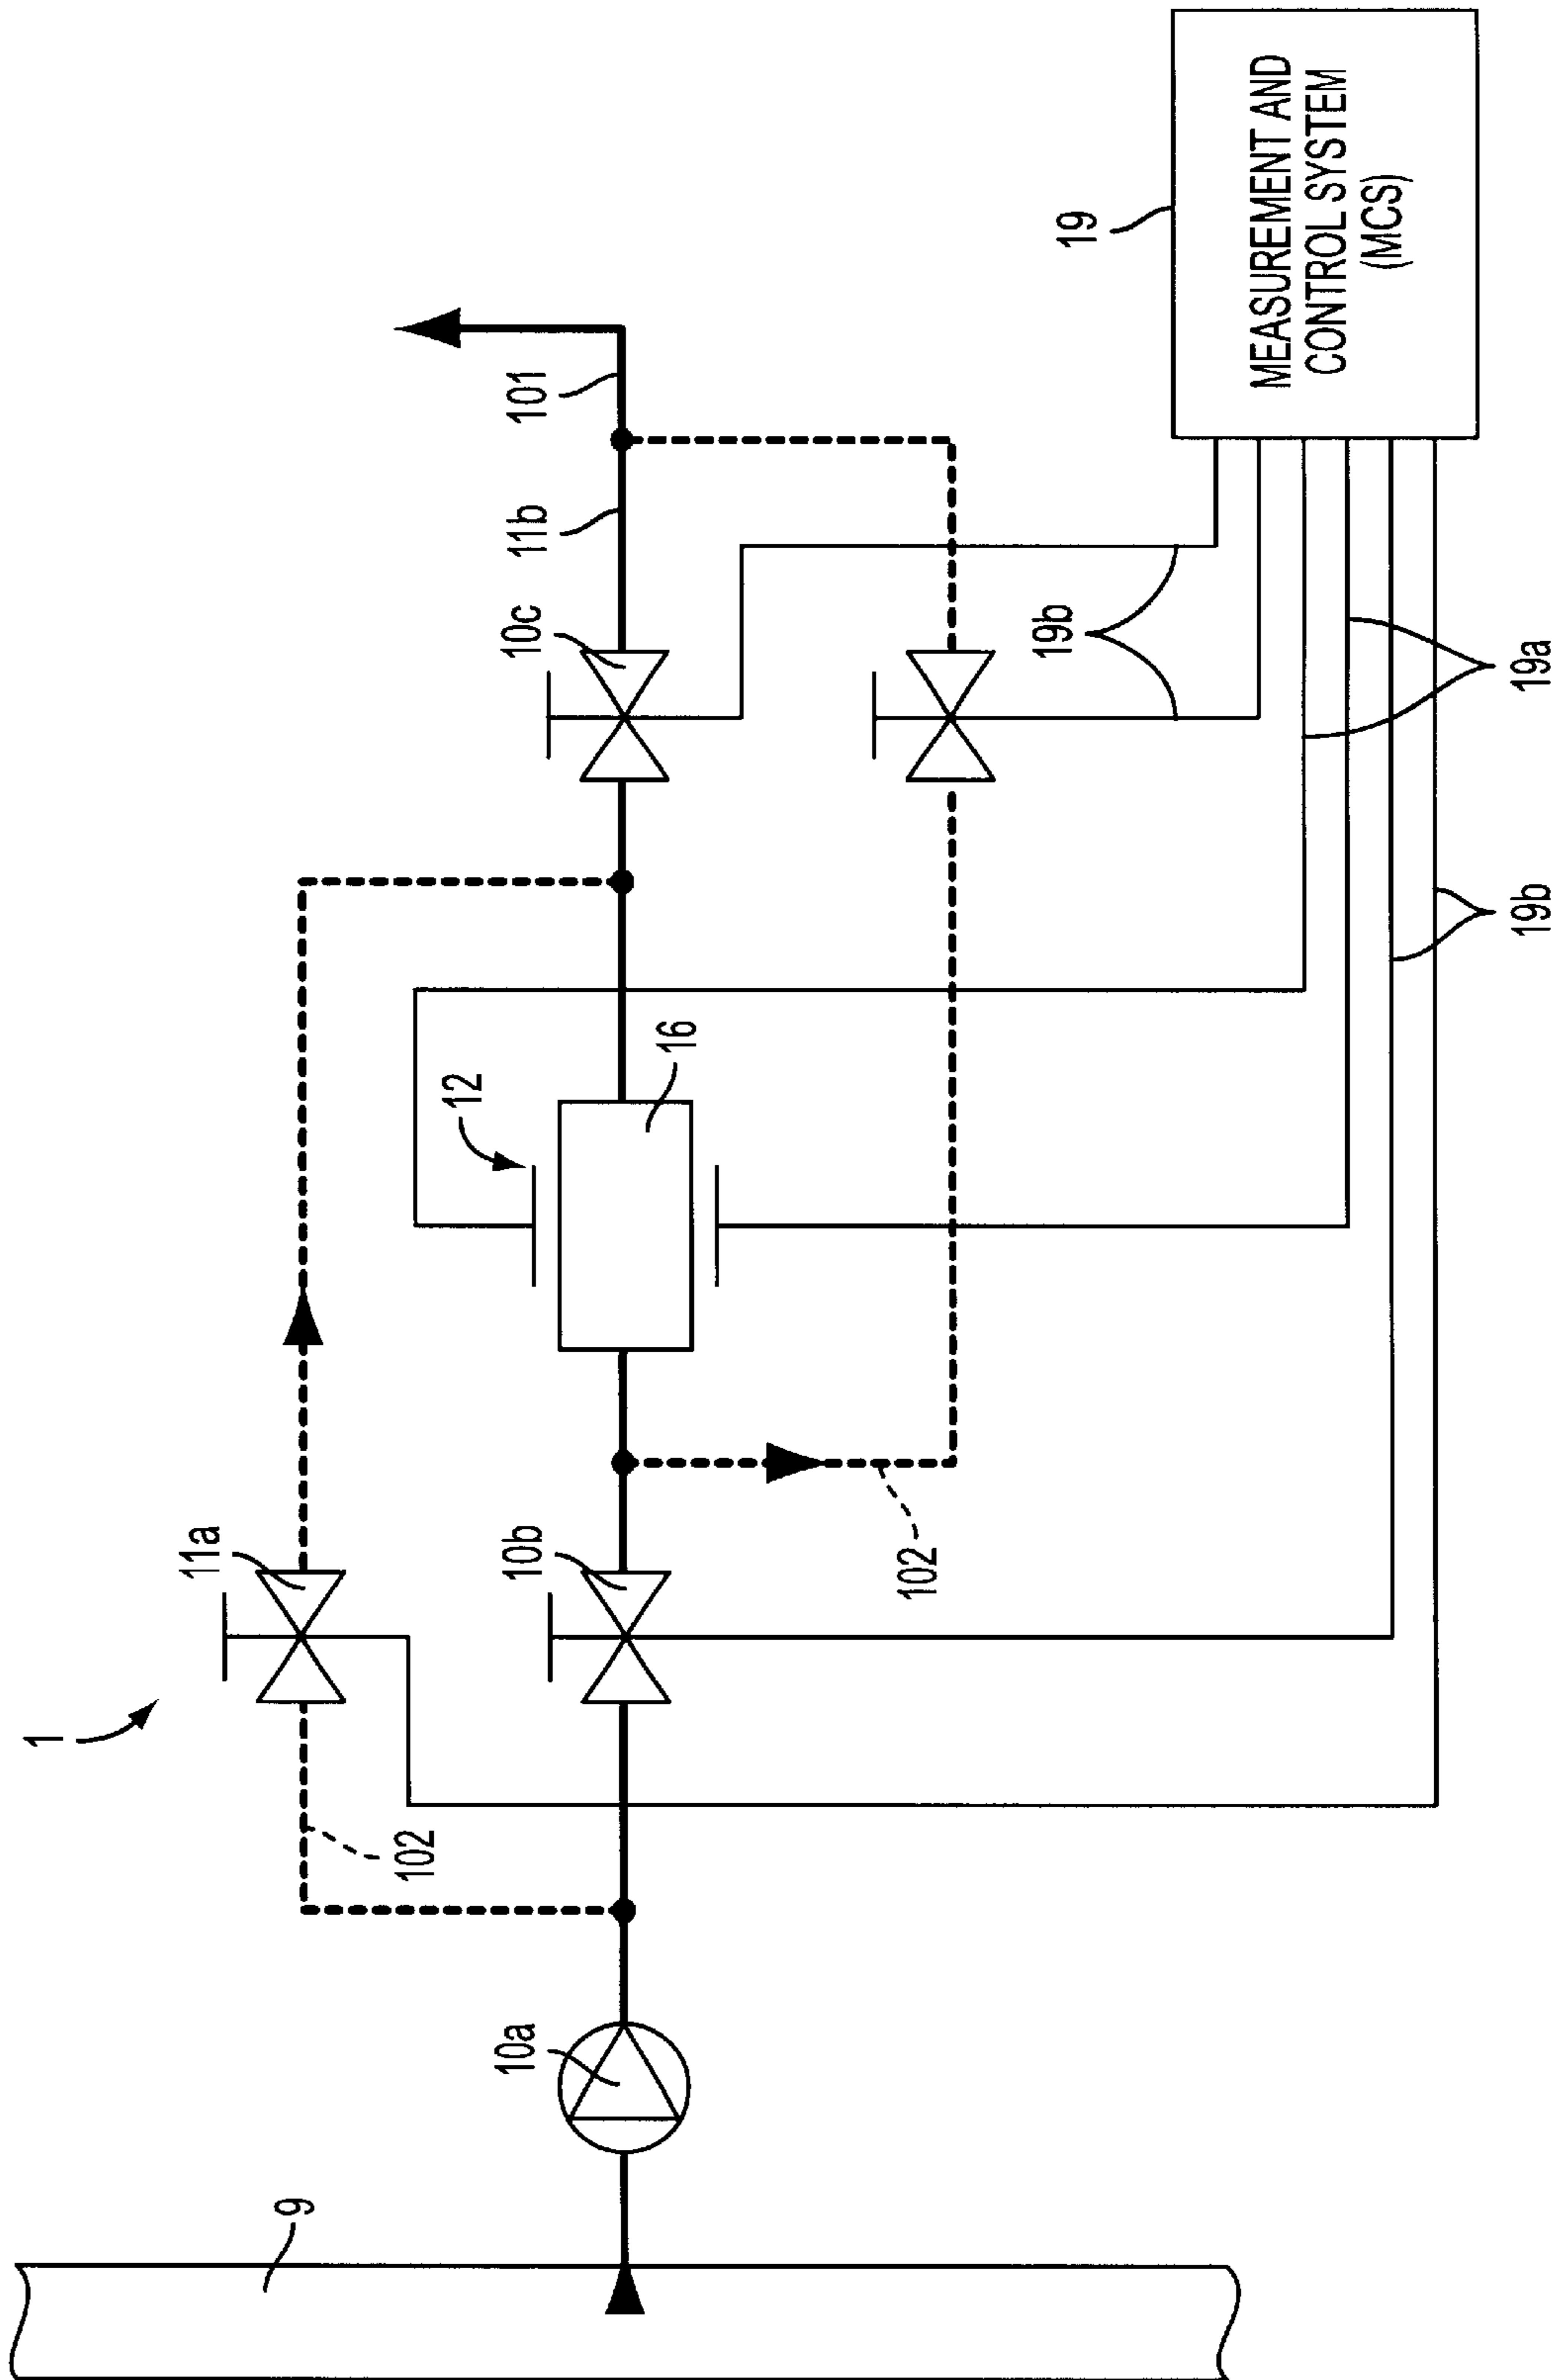 1
9
10a
102
11a
10b
102
12
16
10c
11b
101
19b
19a
19b
19
MEASUREMENT AND
CONTROL SYSTEM
(MCS)